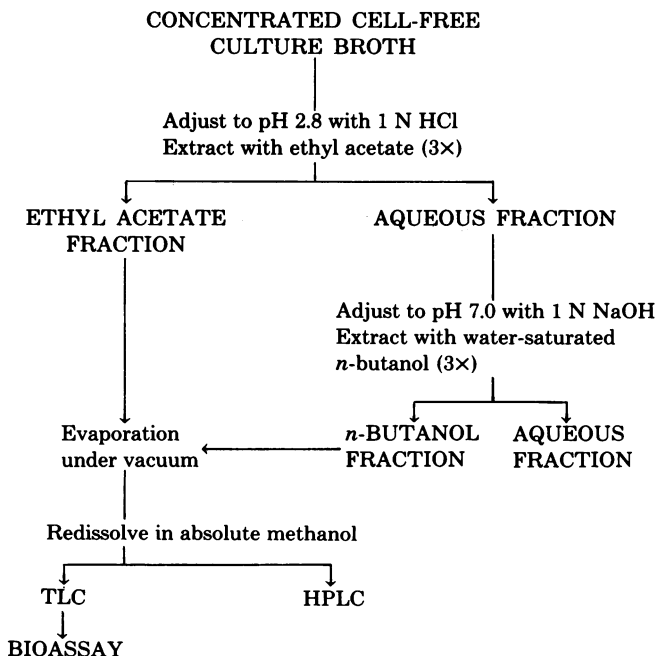 CONCENTRATED CELL-FREE
CULTURE BROTH
Adjust to pH 2.8 with 1 N HCl
Extract with ethyl acetate (3×)
ETHYL ACETATE
FRACTION
AQUEOUS FRACTION
Adjust to pH 7.0 with 1 N NaOH
Extract with water-saturated
n-butanol (3×)
Evaporation
under vacuum
n-BUTANOL
FRACTION
AQUEOUS
FRACTION
Redissolve in absolute methanol
TLC
HPLC
BIOASSAY